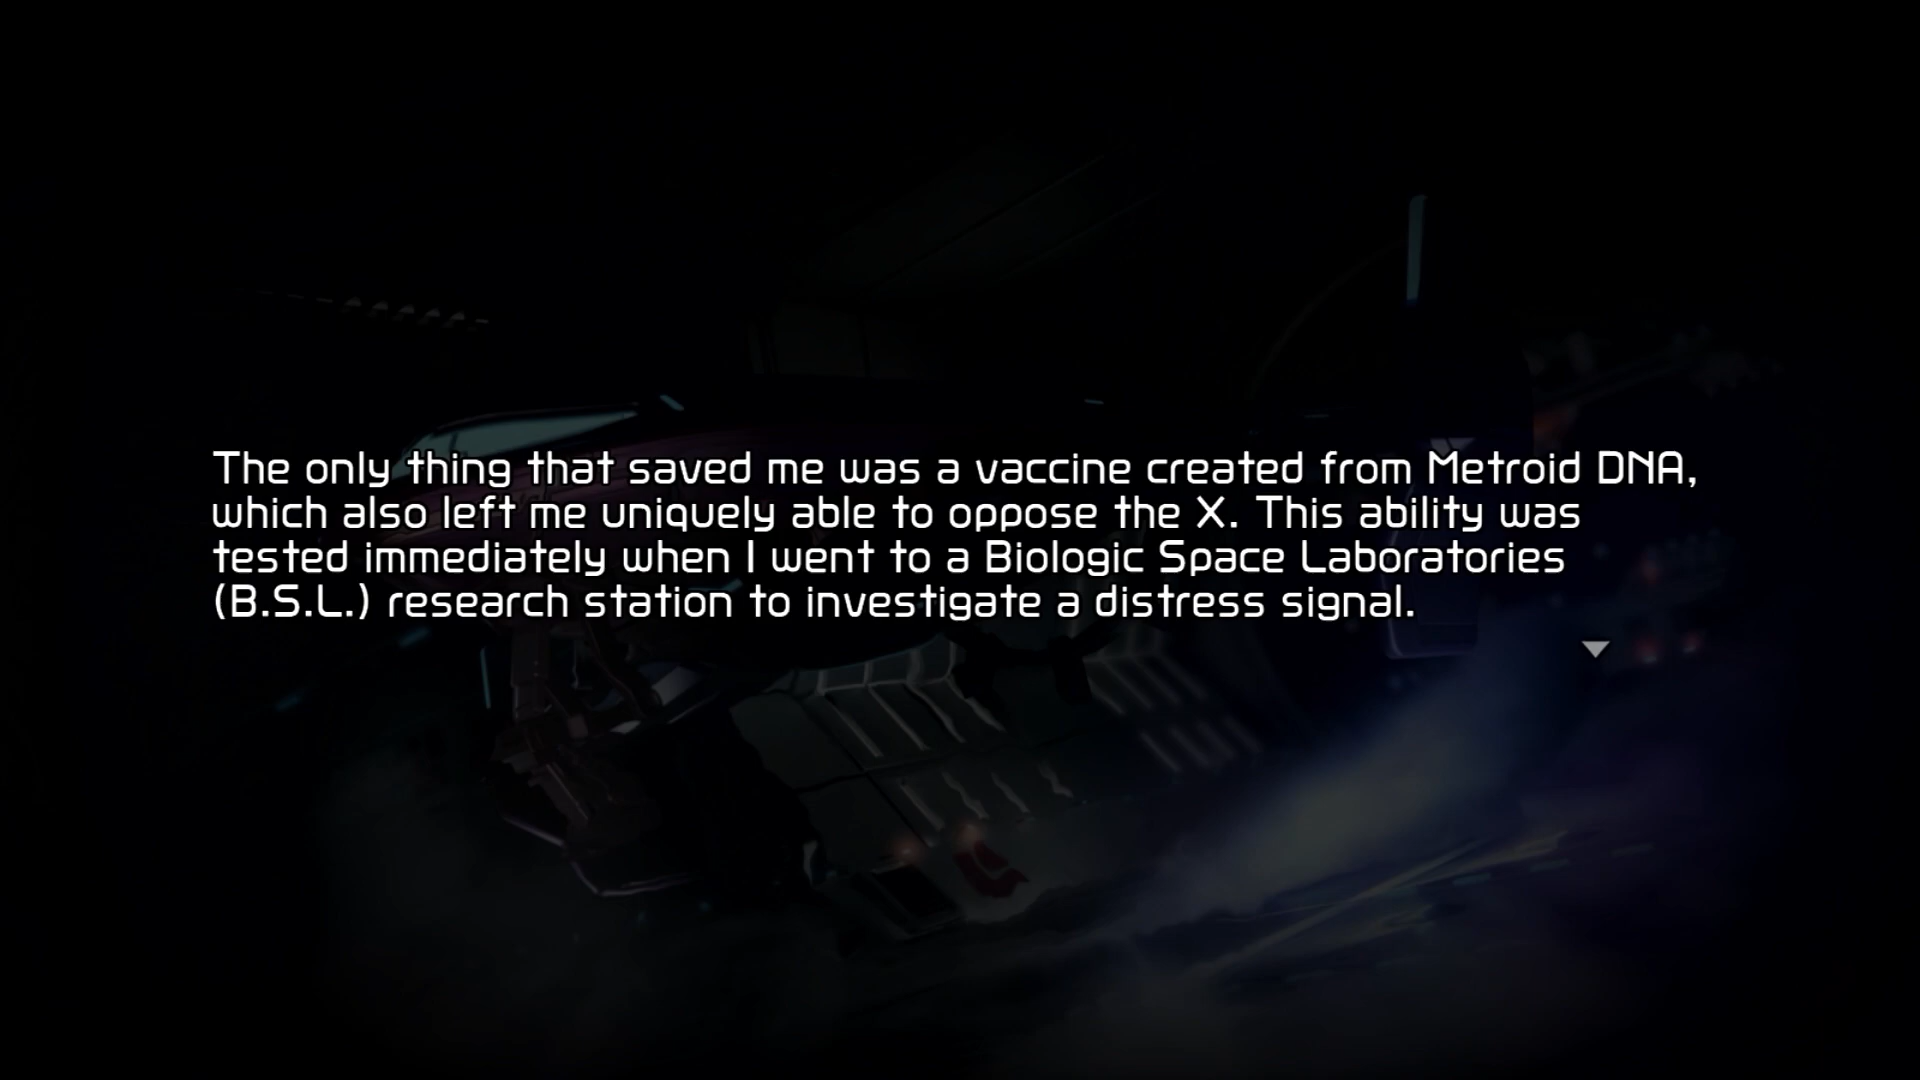 The only thing that saved me was a vaccine created from Metroid DNA,
which also left me uniquely able to oppose the X. This ability was
tested immediately when I went to a Biologic Space Laboratories
(B.S.L.) research station to investigate a distress signal.